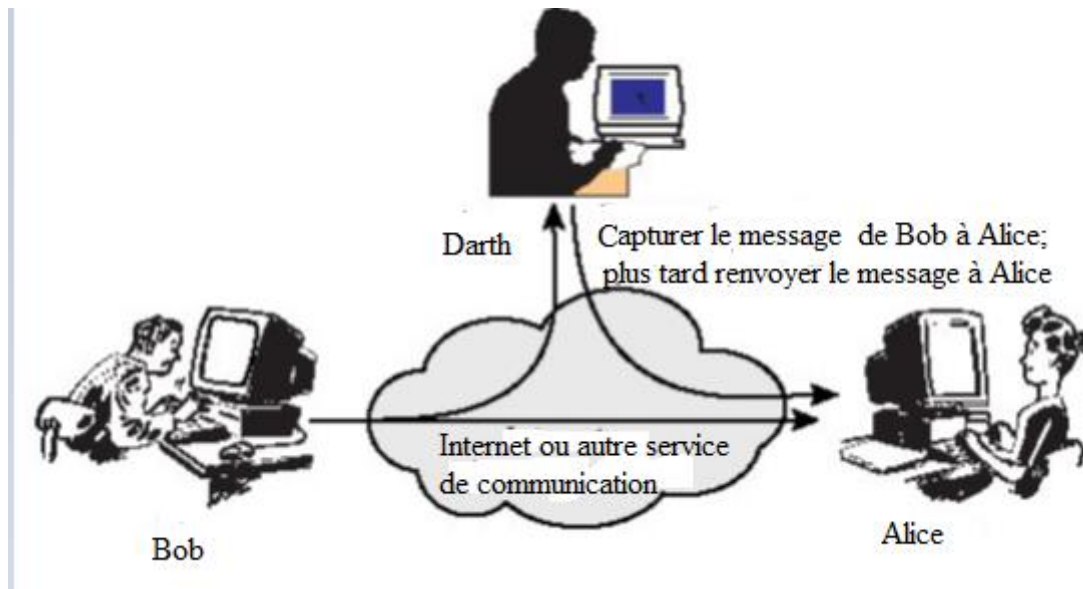 Darth
Capturer le message de Bob à Alice;
plus tard renvoyer le message à Alice
Internet ou autre service
de communication
Bob
Alice